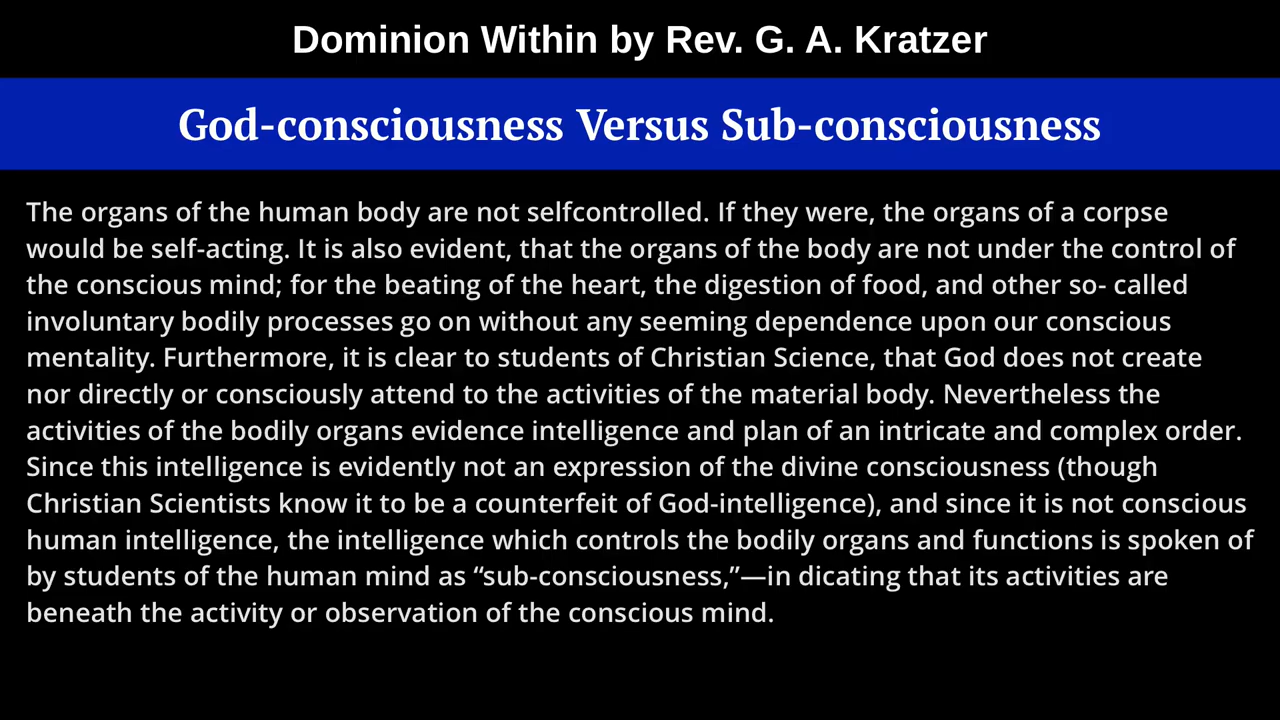 Dominion Within by Rev. G. A. Kratzer
God-consciousness Versus Sub-consciousness
The organs of the human body are not selfcontrolled. If they were, the organs of a corpse
would be self-acting. It is also evident, that the organs of the body are not under the control of
the conscious mind; for the beating of the heart, the digestion of food, and other so- called
involuntary bodily processes go on without any seeming dependence upon our conscious
mentality. Furthermore, it is clear to students of Christian Science, that God does not create
nor directly or consciously attend to the activities of the material body. Nevertheless the
activities of the bodily organs evidence intelligence and plan of an intricate and complex order.
Since this intelligence is evidently not an expression of the divine consciousness (though
Christian Scientists know it to be a counterfeit of God-intelligence), and since it is not conscious
human intelligence, the intelligence which controls the bodily organs and functions is spoken of
by students of the human mind as “sub-consciousness,”—in dicating that its activities are
beneath the activity or observation of the conscious mind.